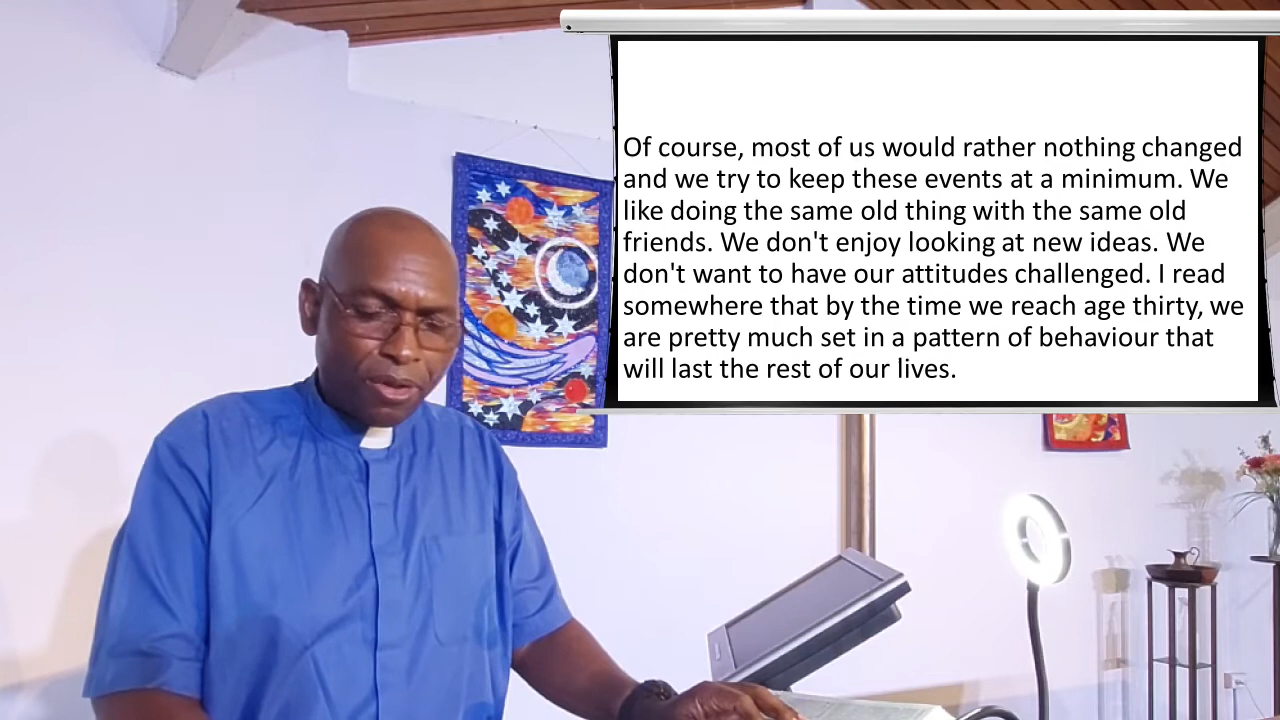 Of course, most of us would rather nothing changed
and we try to keep these events at a minimum. We
like doing the same old thing with the same old
friends. We don't enjoy looking at new ideas. We
don't want to have our attitudes challenged. I read
somewhere that by the time we reach age thirty, we
are pretty much set in a pattern of behaviour that
will last the rest of our lives.